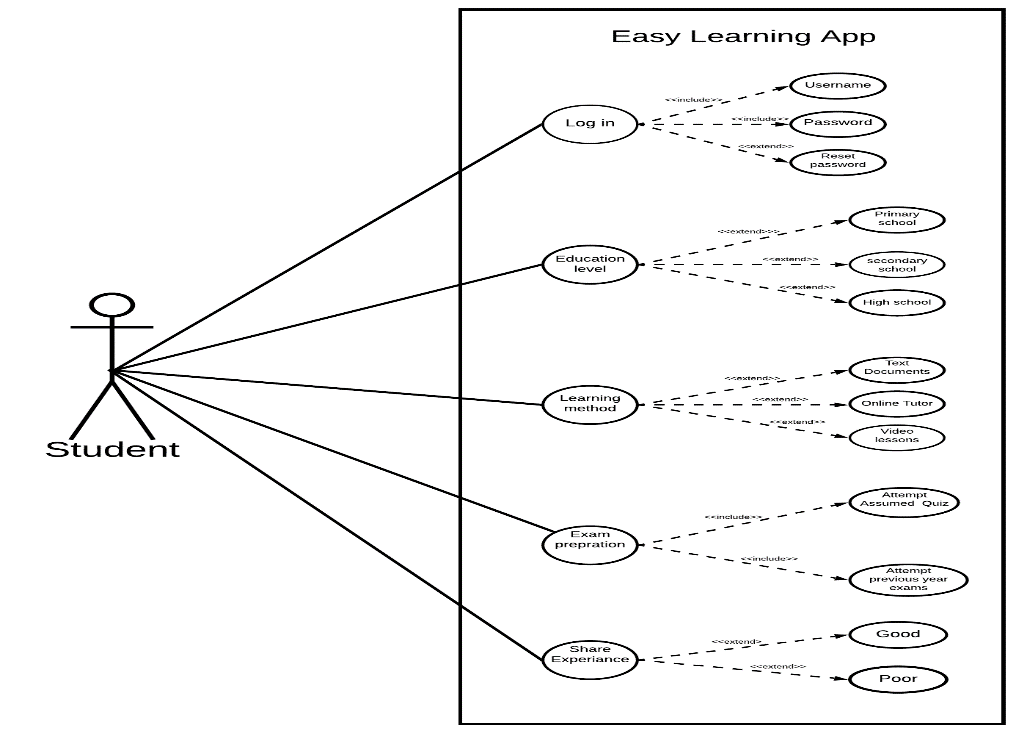 Easy Learning App
Username
<<include>>
Log in
<<include>>
Password
<<extend>>
Reset
password
Primary
school
<<extend>>>
Education
level
<<extend>>
secondary
school
<<extend>>
High school
Text
Documents
<<extend>>
Learning
method
<<extend>>
Online Tutor
<<extend>>
Video
lessons
Student
Attempt
Assumed Quiz
<<include>>
Exam
prepration
<<include>>
Attempt
previous year
exams
Good
<<extend>
Share
Experiance
<<extend>>
Poor